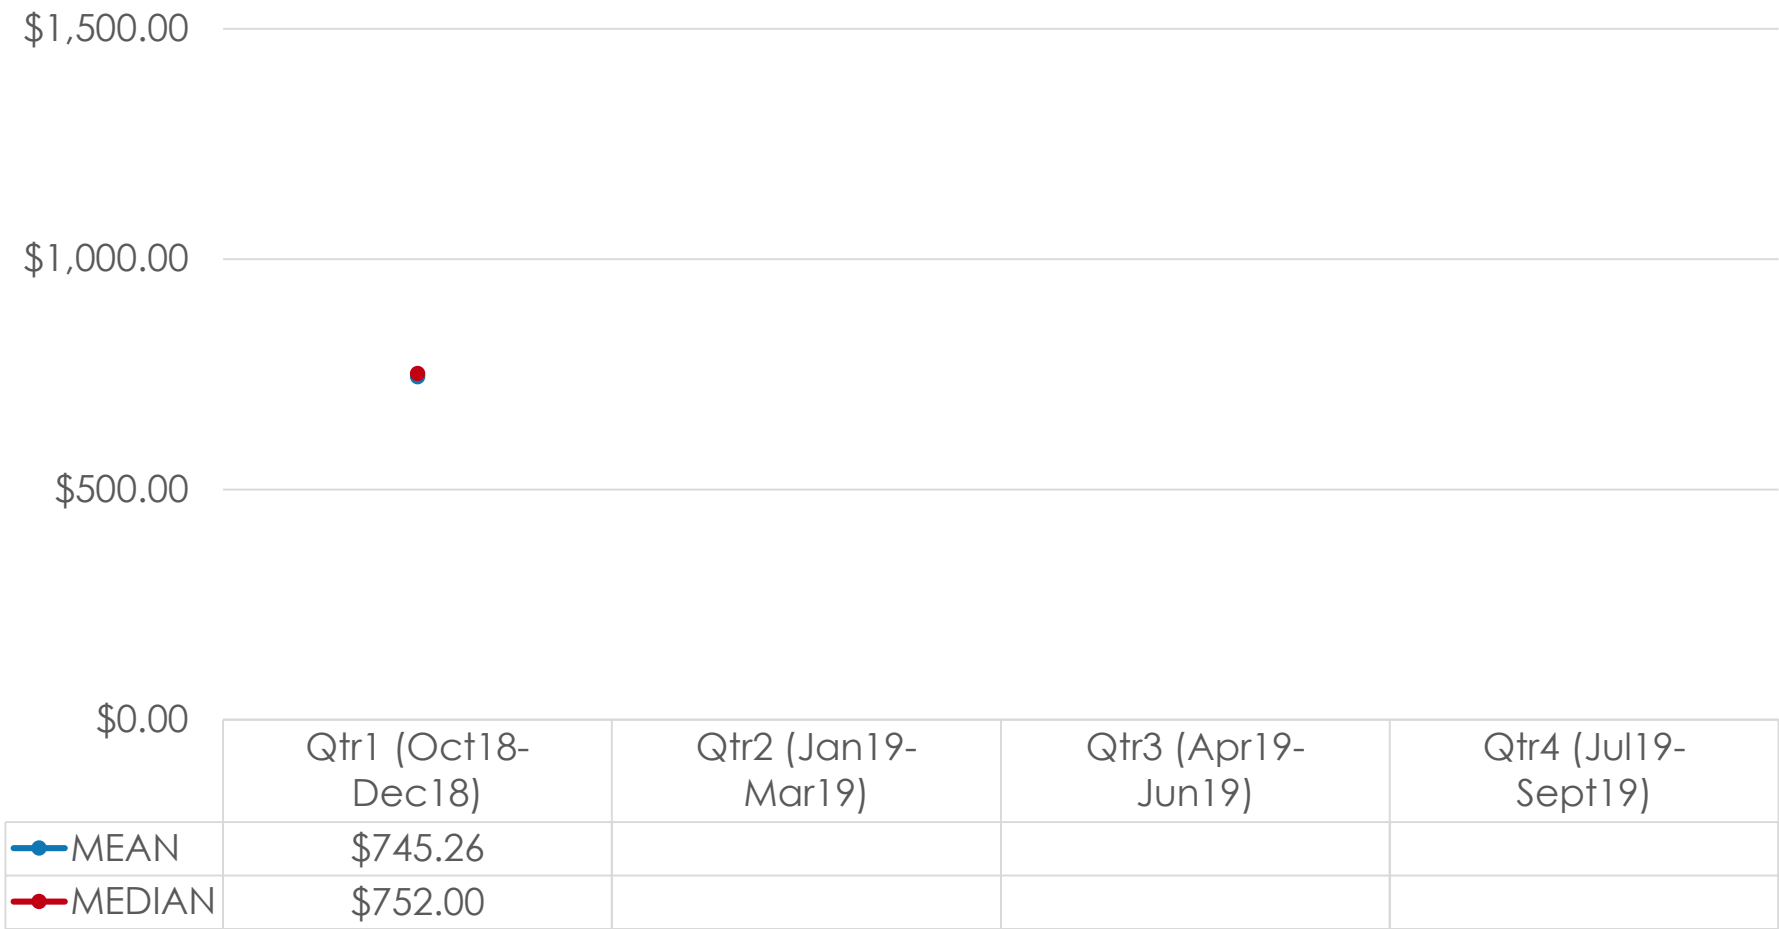 $1,500.00
$1,000.00
$500.00
$0.00
Qtr1 (Oct18-
Dec18)
Qtr2 (Jan19-
Mar19)
Qtr3 (Apr19-
Jun19)
Qtr4 (Jul19-
Sept19)
MEAN $745.26
MEDIAN $752.00